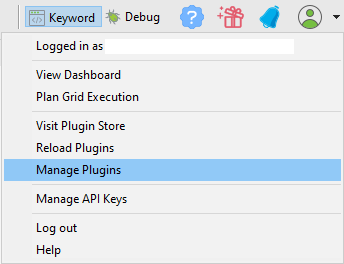 Keyword Debug ?
Logged in as
View Dashboard
Plan Grid Execution
Visit Plugin Store
Reload Plugins
Manage Plugins
Manage API Keys
Log out
Help